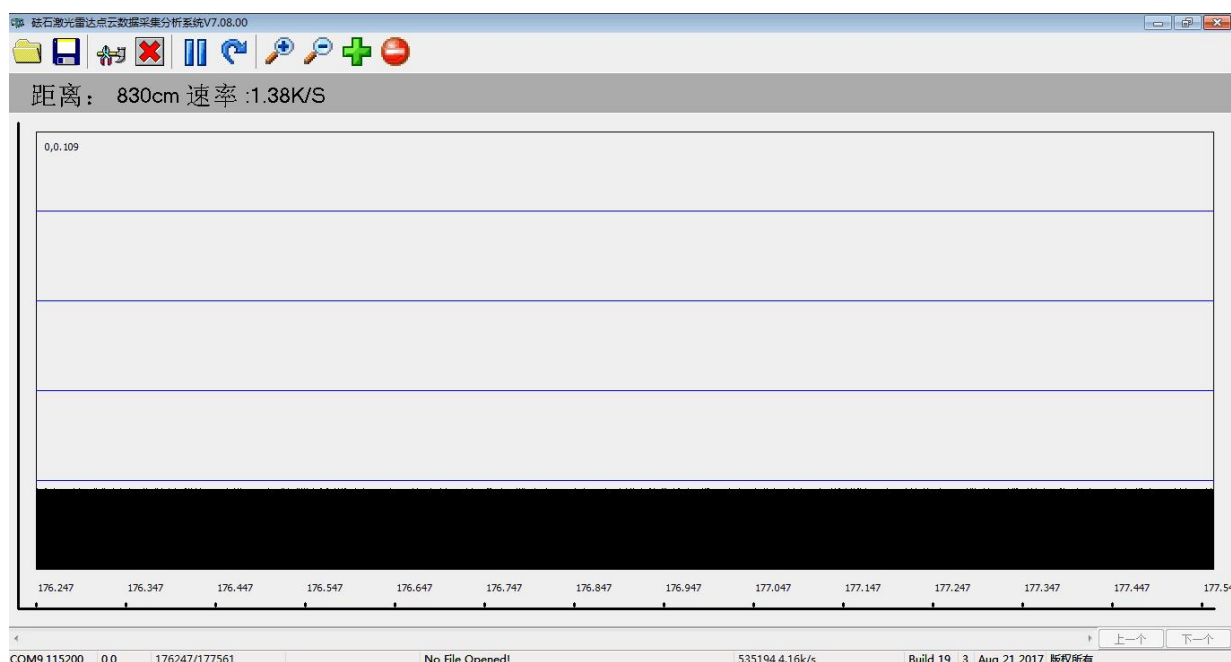 砝石激光雷达点云数据采集分析系统V7.08.00
距离： 830cm 速率 :1.38K/S
0,0.109
176.247 176.347 176.447 176.547 176.647 176.747 176.847 176.947 177.047 177.147 177.247 177.347 177.447 177.54
上一个 下一个
COM9 115200 0.0 176247/177561 No File Opened! 535194 4.16k/s Build 19 3 Aug 21 2017 版权所有